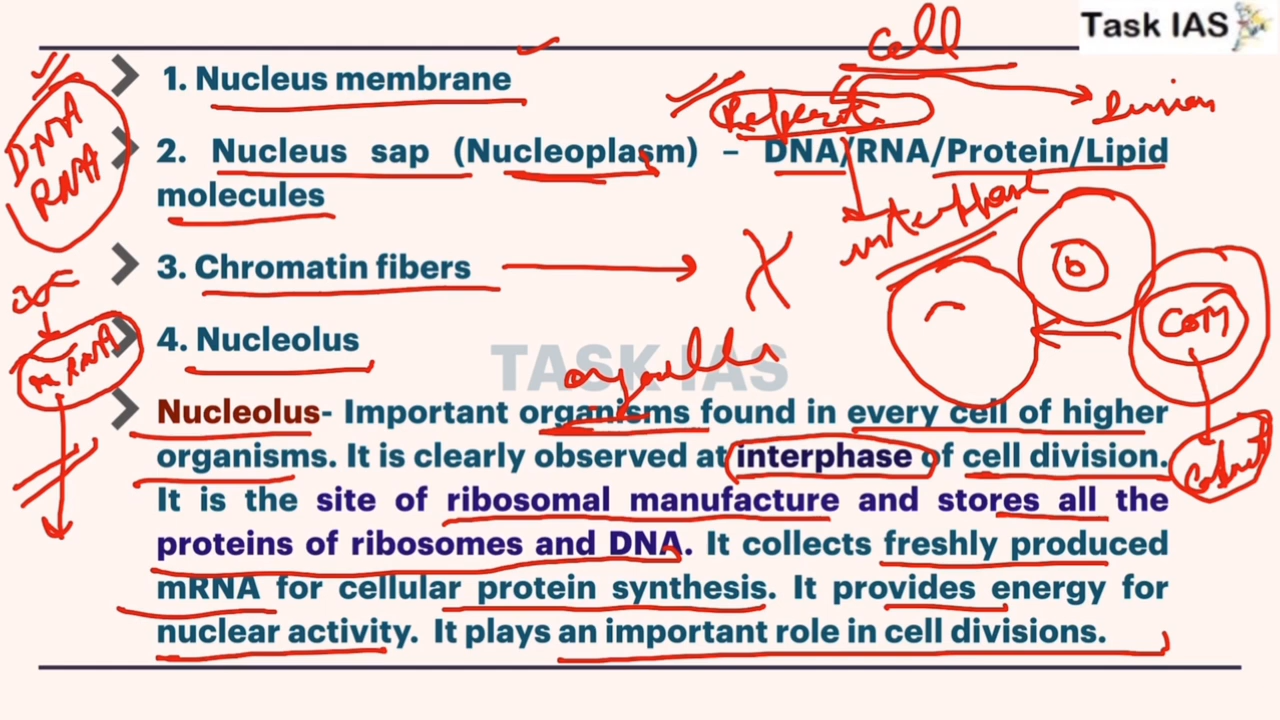 Task IAS
cell
1. Nucleus membrane
DNA
RNA
2. Nucleus sap (Nucleoplasm) – DNA/RNA/Protein/Lipid
molecules
interphase
3. Chromatin fibers
mRNA
4. Nucleolus
TASK IAS
Nucleolus- Important organisms found in every cell of higher
organisms. It is clearly observed at interphase of cell division.
It is the site of ribosomal manufacture and stores all the
proteins of ribosomes and DNA. It collects freshly produced
mRNA for cellular protein synthesis. It provides energy for
nuclear activity. It plays an important role in cell divisions.